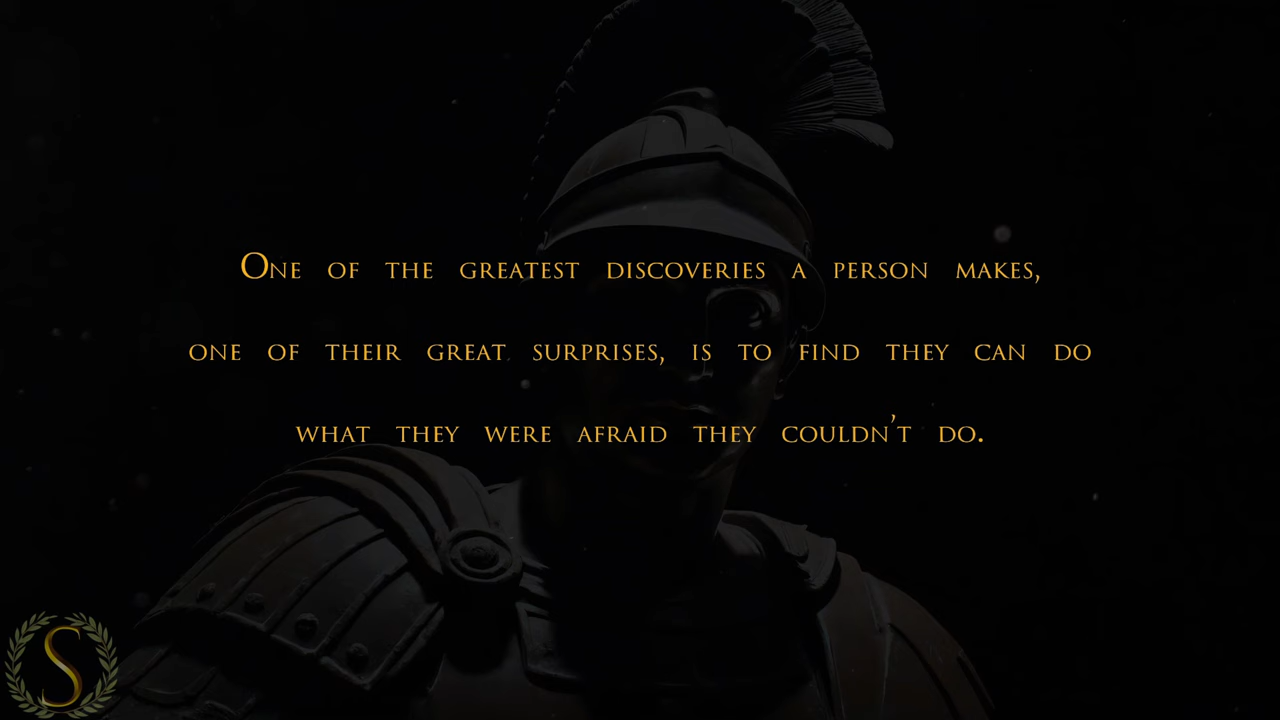 One of the greatest discoveries a person makes,
one of their great surprises, is to find they can do
what they were afraid they couldn't do.
S